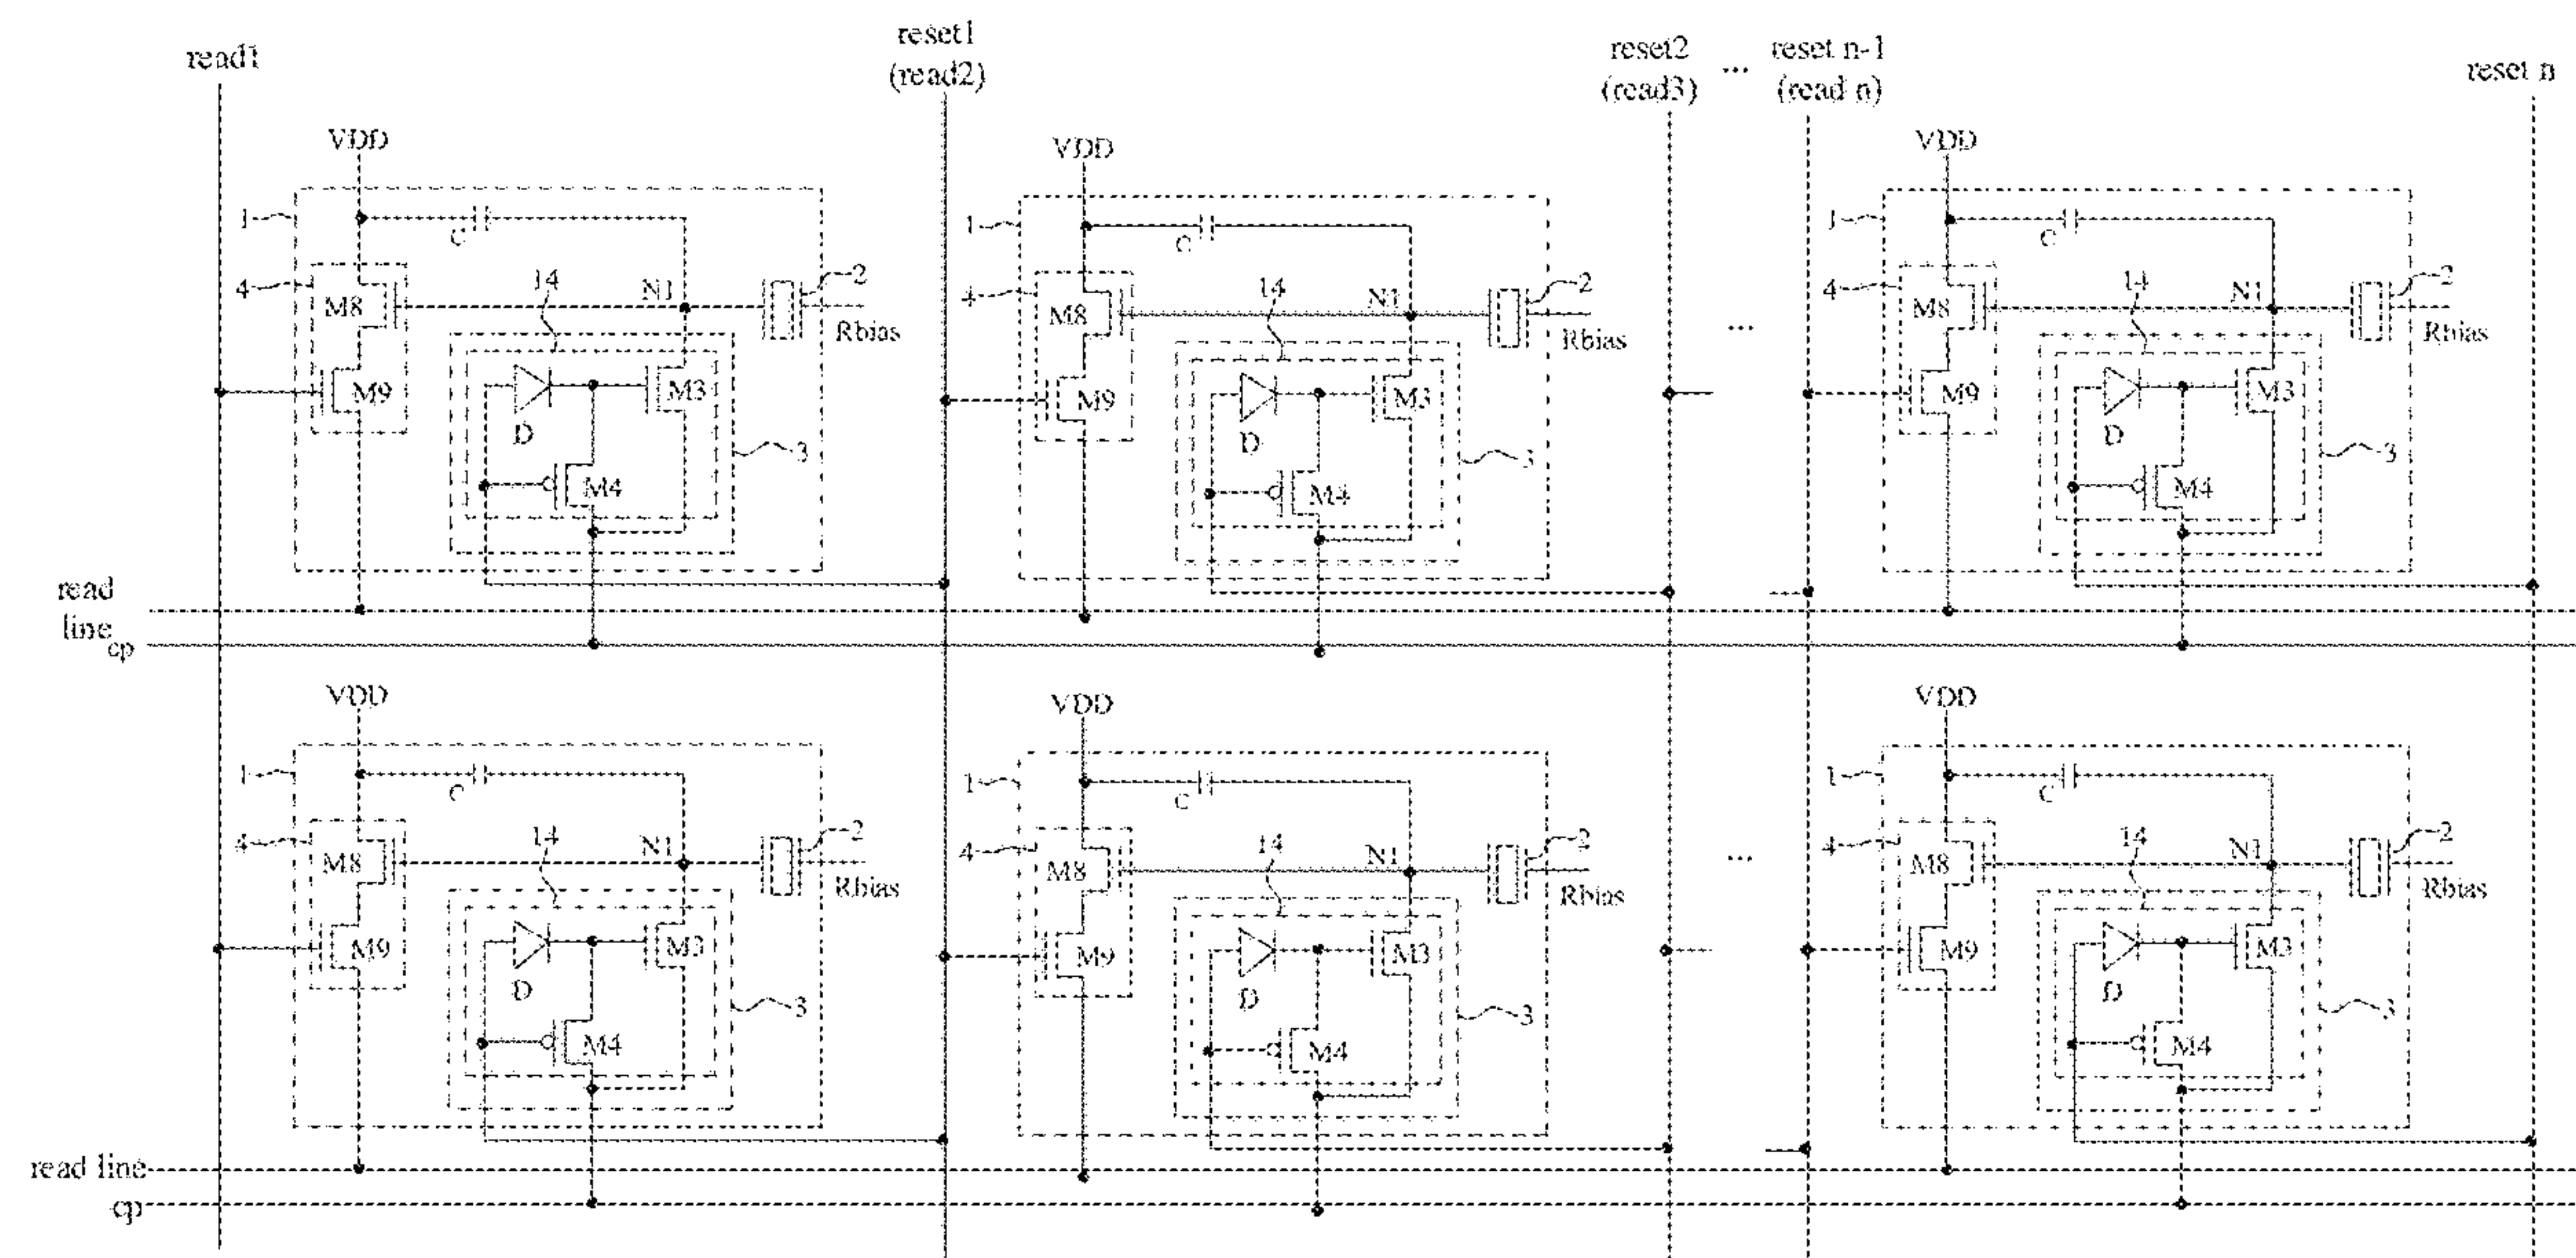 read1
reset1
(read2)
reset2
(read3)
...
reset n-1
(read n)
reset n
VDD
VDD
VDD
1
C
4
M8
14
N1
2
Rbias
M9
D
M3
3
M4
1
C
4
M8
14
N1
2
Rbias
M9
D
M3
3
M4
...
1
C
4
M8
14
N1
2
Rbias
M9
D
M3
3
M4
read
line
cp
VDD
VDD
VDD
1
C
4
M8
14
N1
2
Rbias
M9
D
M3
3
M4
1
C
4
M8
14
N1
2
Rbias
M9
D
M3
3
M4
...
1
C
4
M8
14
N1
2
Rbias
M9
D
M3
3
M4
read line
cp